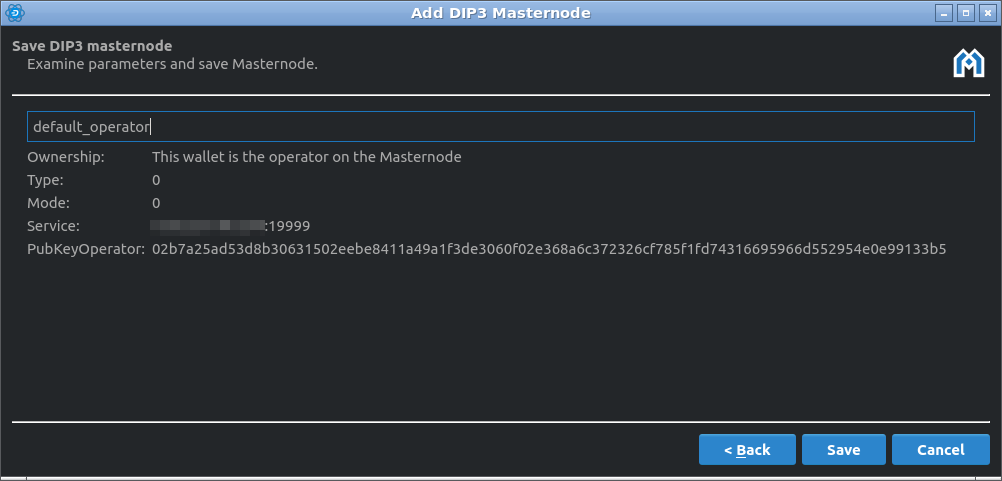 Add DIP3 Masternode
Save DIP3 masternode
Examine parameters and save Masternode.
default_operator
Ownership: This wallet is the operator on the Masternode
Type: 0
Mode: 0
Service: :19999
PubKeyOperator: 02b7a25ad53d8b30631502eebe8411a49a1f3de3060f02e368a6c372326cf785f1fd74316695966d552954e0e99133b5
< Back Save Cancel